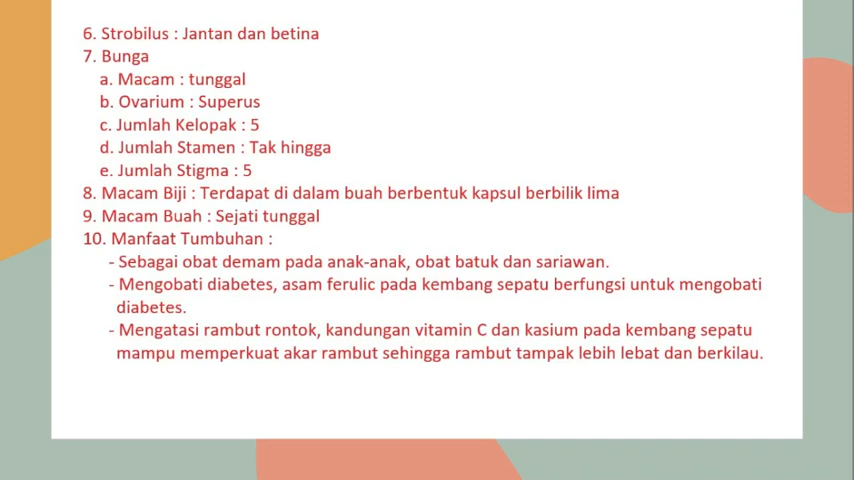 6. Strobilus : Jantan dan betina
7. Bunga
a. Macam : tunggal
b. Ovarium : Superus
c. Jumlah Kelopak : 5
d. Jumlah Stamen : Tak hingga
e. Jumlah Stigma : 5
8. Macam Biji : Terdapat di dalam buah berbentuk kapsul berbilik lima
9. Macam Buah : Sejati tunggal
10. Manfaat Tumbuhan :
- Sebagai obat demam pada anak-anak, obat batuk dan sariawan.
- Mengobati diabetes, asam ferulic pada kembang sepatu berfungsi untuk mengobati
diabetes.
- Mengatasi rambut rontok, kandungan vitamin C dan kasium pada kembang sepatu
mampu memperkuat akar rambut sehingga rambut tampak lebih lebat dan berkilau.